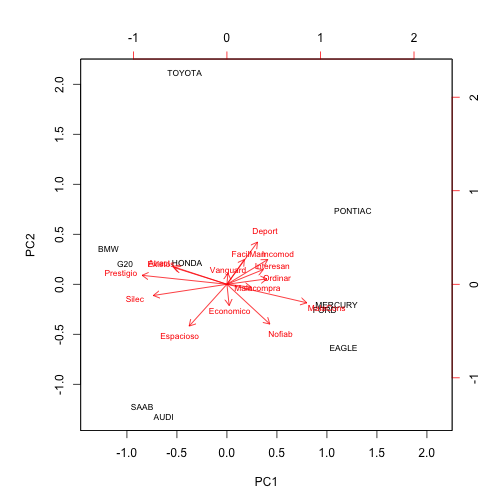 -1 0 1 2
TOYOTA
PONTIAC
Deport
BMW
G20
HONDA
Prestigio
Vanguard
Incomod
Interesan
Ordinar
Silec
Economico
MERCURY
FORD
Espacioso
Nofiab
EAGLE
SAAB
AUDI
-1.0 -0.5 0.0 0.5 1.0 1.5 2.0
PC1
PC2
-1.0 -0.5 0.0 0.5 1.0 1.5 2.0
-1 0 1 2